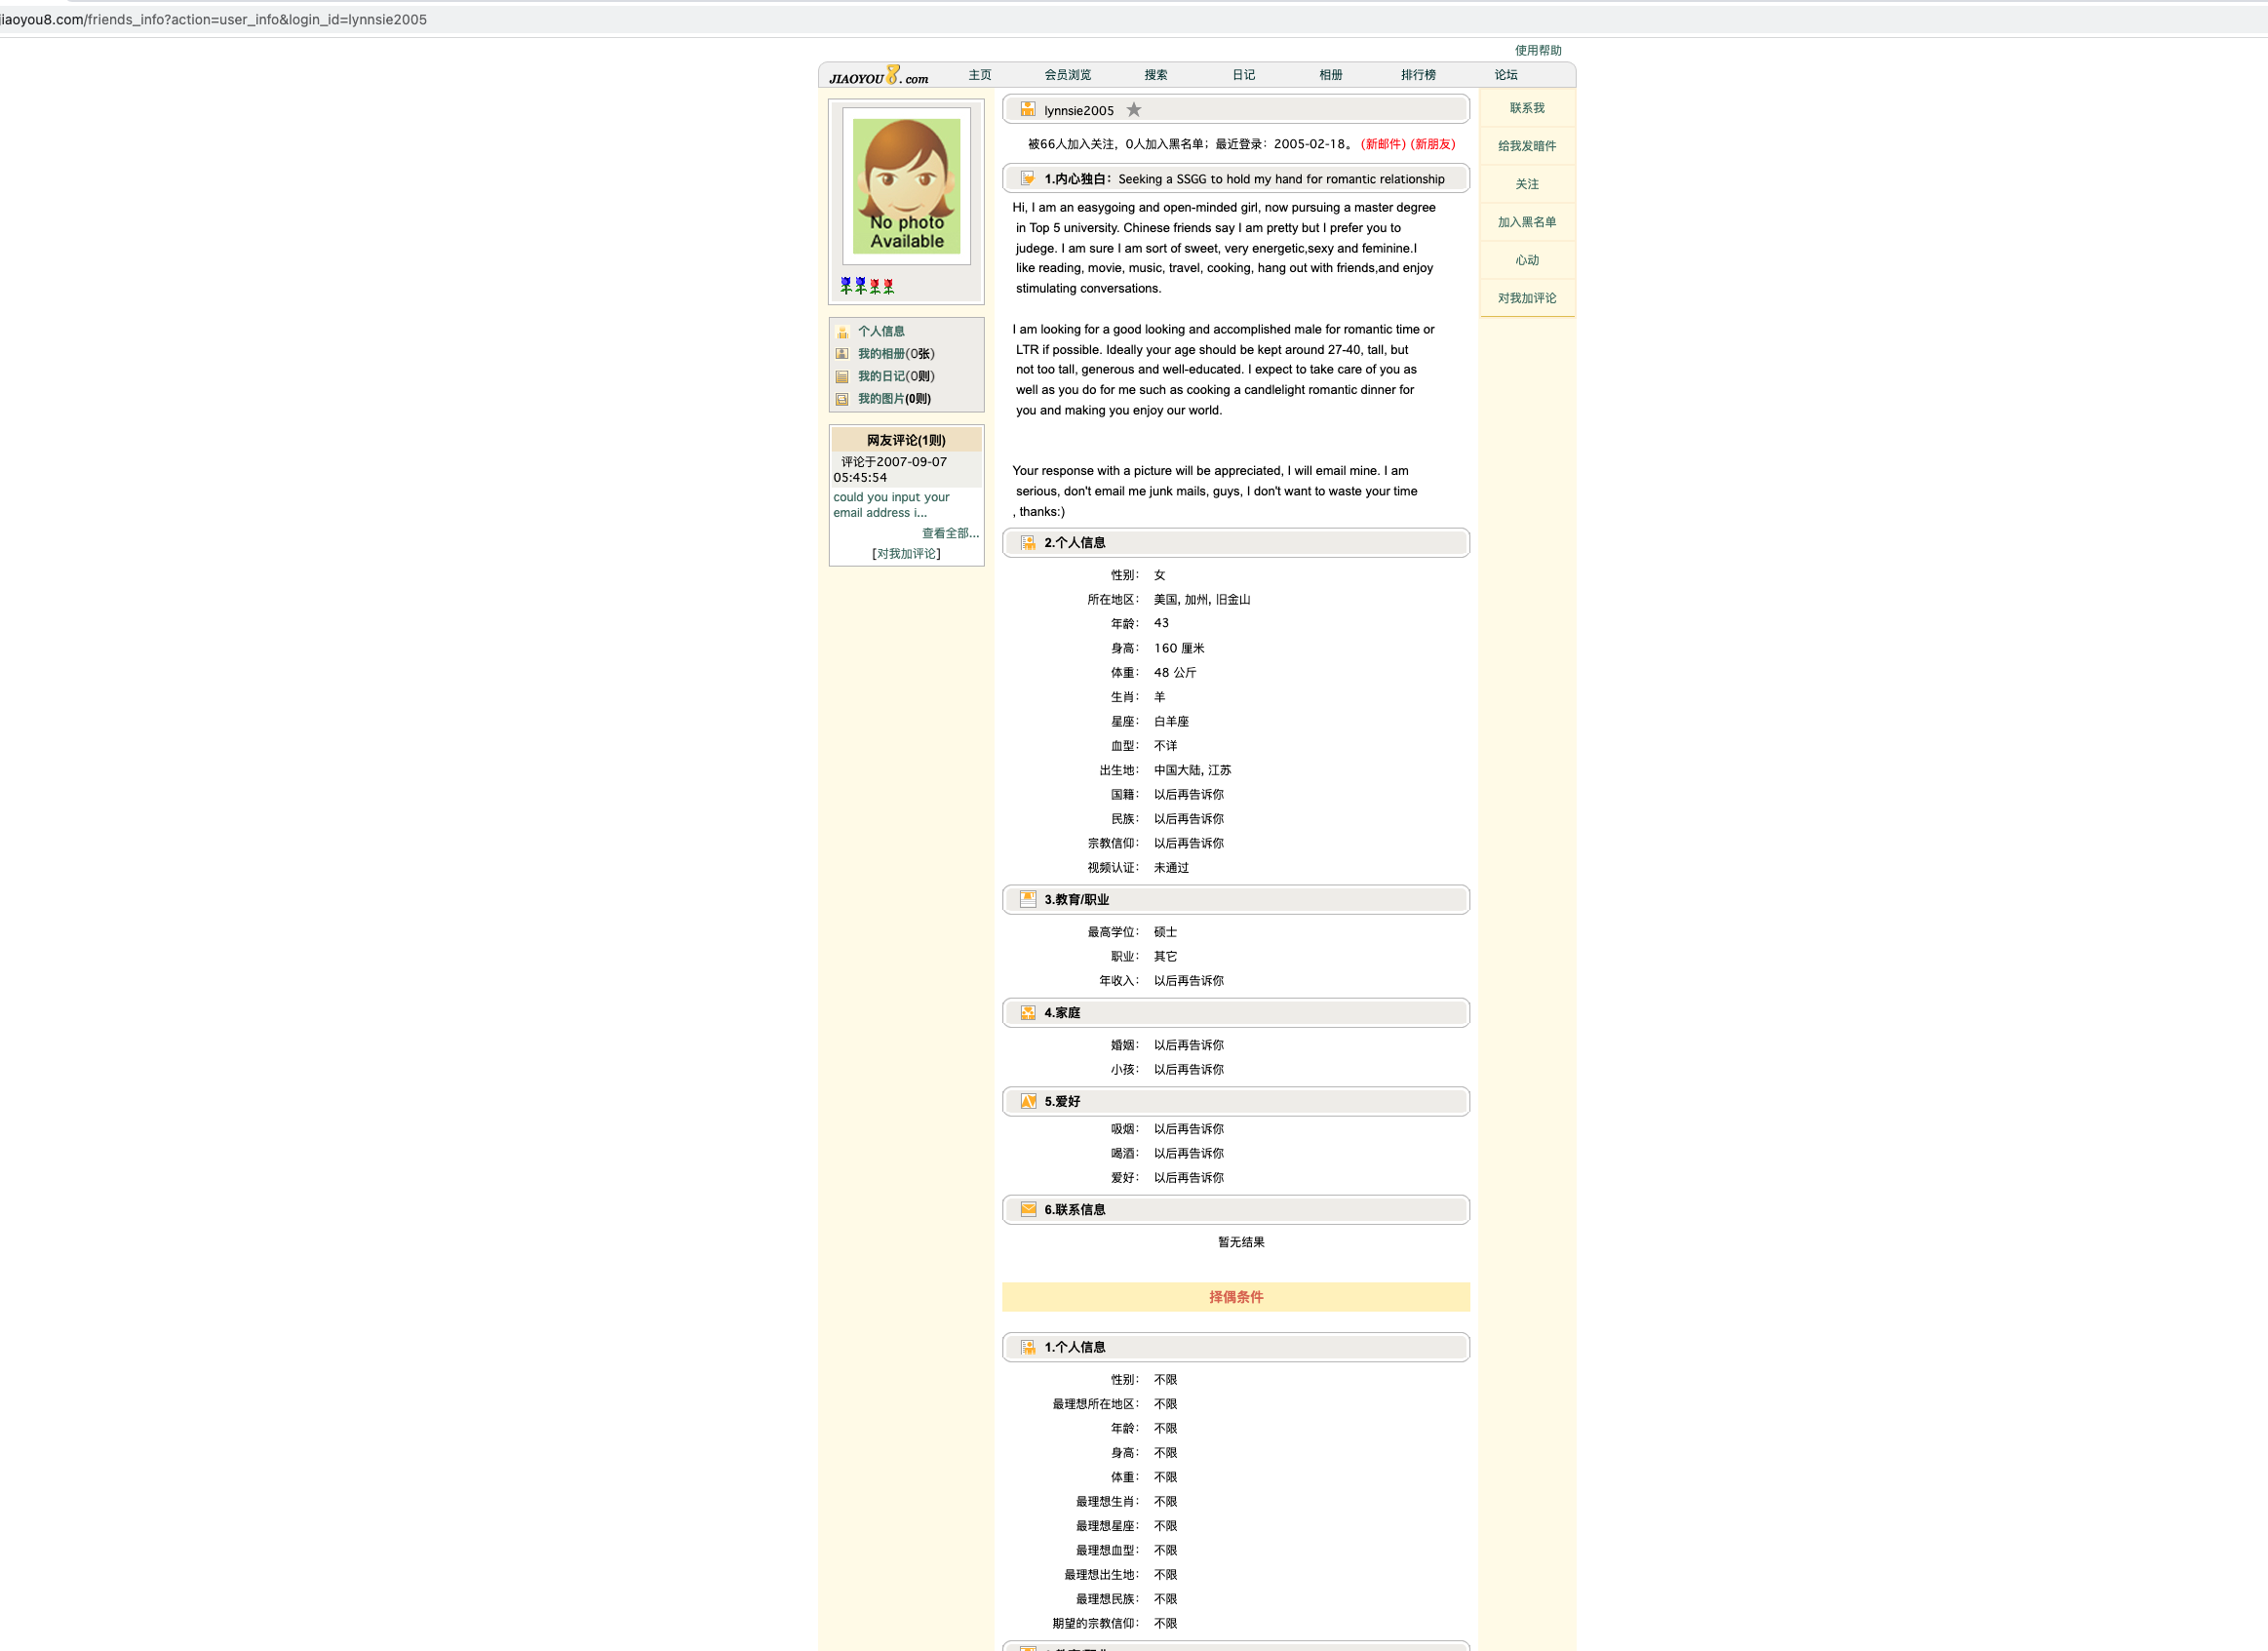 jiaoyou8.com/friends_info?action=user_info&login_id=lynnsie2005
使用帮助
JIAOYOU8.com 主页 会员浏览 搜索 日记 相册 排行榜 论坛
No photo
Available
个人信息
我的相册(0张)
我的日记(0则)
我的图片(0则)
网友评论(1则)
评论于2007-09-07
05:45:54
could you input your
email address i...
查看全部...
[对我加评论]
lynnsie2005
被66人加入关注，0人加入黑名单；最近登录：2005-02-18。 (新邮件) (新朋友)
1.内心独白：Seeking a SSGG to hold my hand for romantic relationship
Hi, I am an easygoing and open-minded girl, now pursuing a master degree
in Top 5 university. Chinese friends say I am pretty but I prefer you to
judege. I am sure I am sort of sweet, very energetic,sexy and feminine.I
like reading, movie, music, travel, cooking, hang out with friends,and enjoy
stimulating conversations.
I am looking for a good looking and accomplished male for romantic time or
LTR if possible. Ideally your age should be kept around 27-40, tall, but
not too tall, generous and well-educated. I expect to take care of you as
well as you do for me such as cooking a candlelight romantic dinner for
you and making you enjoy our world.
Your response with a picture will be appreciated, I will email mine. I am
serious, don't email me junk mails, guys, I don't want to waste your time
, thanks:)
2.个人信息
性别： 女
所在地区： 美国, 加州, 旧金山
年龄： 43
身高： 160 厘米
体重： 48 公斤
生肖： 羊
星座： 白羊座
血型： 不详
出生地： 中国大陆, 江苏
国籍： 以后再告诉你
民族： 以后再告诉你
宗教信仰： 以后再告诉你
视频认证： 未通过
3.教育/职业
最高学位： 硕士
职业： 其它
年收入： 以后再告诉你
4.家庭
婚姻： 以后再告诉你
小孩： 以后再告诉你
5.爱好
吸烟： 以后再告诉你
喝酒： 以后再告诉你
爱好： 以后再告诉你
6.联系信息
暂无结果
择偶条件
1.个人信息
性别： 不限
最理想所在地区： 不限
年龄： 不限
身高： 不限
体重： 不限
最理想生肖： 不限
最理想星座： 不限
最理想血型： 不限
最理想出生地： 不限
最理想民族： 不限
期望的宗教信仰： 不限
联系我
给我发暗件
关注
加入黑名单
心动
对我加评论